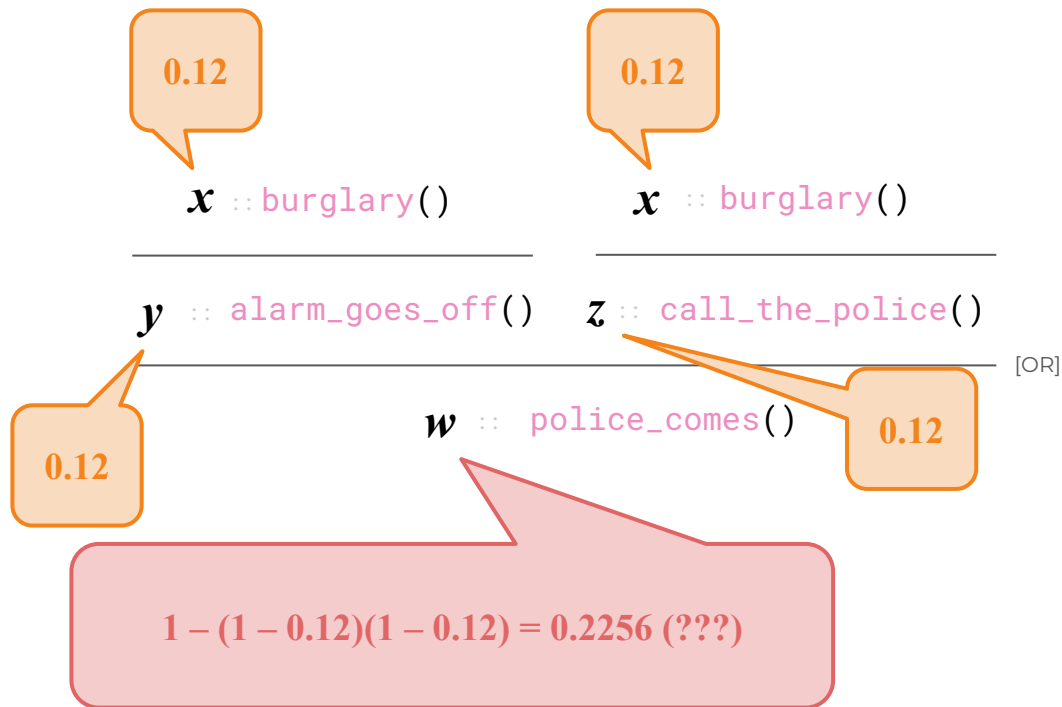 0.12
0.12
x :: burglary()
x :: burglary()
y :: alarm_goes_off()
z :: call_the_police()
[OR]
w :: police_comes()
0.12
0.12
1 – (1 – 0.12)(1 – 0.12) = 0.2256 (???)